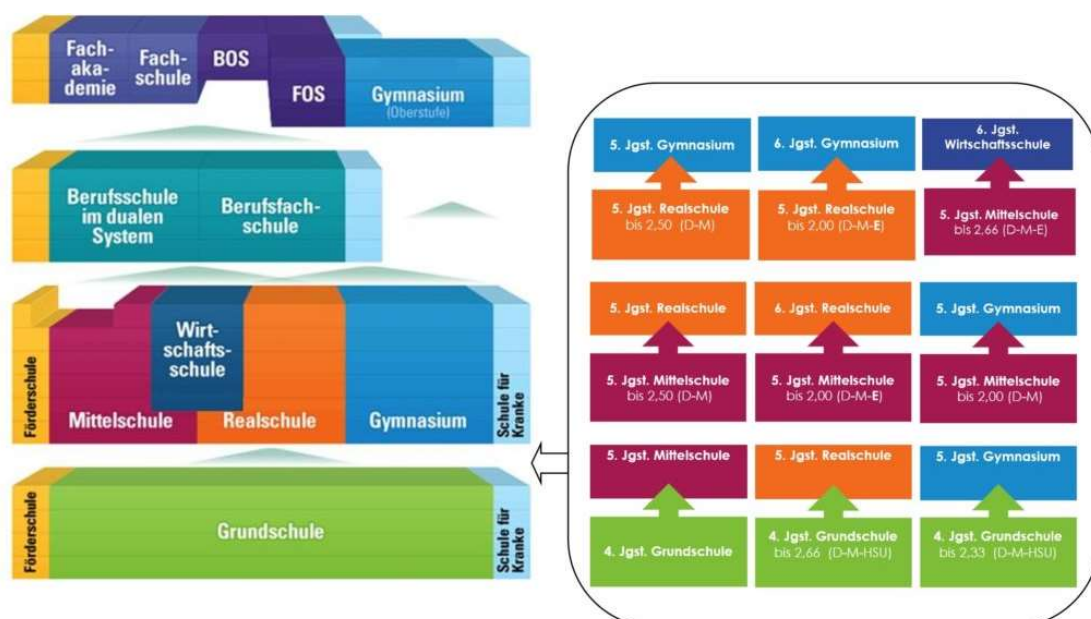 Fach-
aka-
demie
Fach-
schule
BOS
FOS
Gymnasium
(Oberstufe)
Berufsschule
im dualen
System
Berufsfach-
schule
Förderschule
Mittelschule
Wirt-
schafts-
schule
Realschule
Gymnasium
Schule für
Kranke
Förderschule
Grundschule
Schule für
Kranke
5. Jgst. Gymnasium
6. Jgst. Gymnasium
6. Jgst.
Wirtschaftsschule
5. Jgst. Realschule
bis 2,50 (D-M)
5. Jgst. Realschule
bis 2,00 (D-M-E)
5. Jgst. Mittelschule
bis 2,66 (D-M-E)
5. Jgst. Realschule
6. Jgst. Realschule
5. Jgst. Gymnasium
5. Jgst. Mittelschule
bis 2,50 (D-M)
5. Jgst. Mittelschule
bis 2,00 (D-M-E)
5. Jgst. Mittelschule
bis 2,00 (D-M)
5. Jgst. Mittelschule
5. Jgst. Realschule
5. Jgst. Gymnasium
4. Jgst. Grundschule
4. Jgst. Grundschule
bis 2,66 (D-M-HSU)
4. Jgst. Grundschule
bis 2,33 (D-M-HSU)